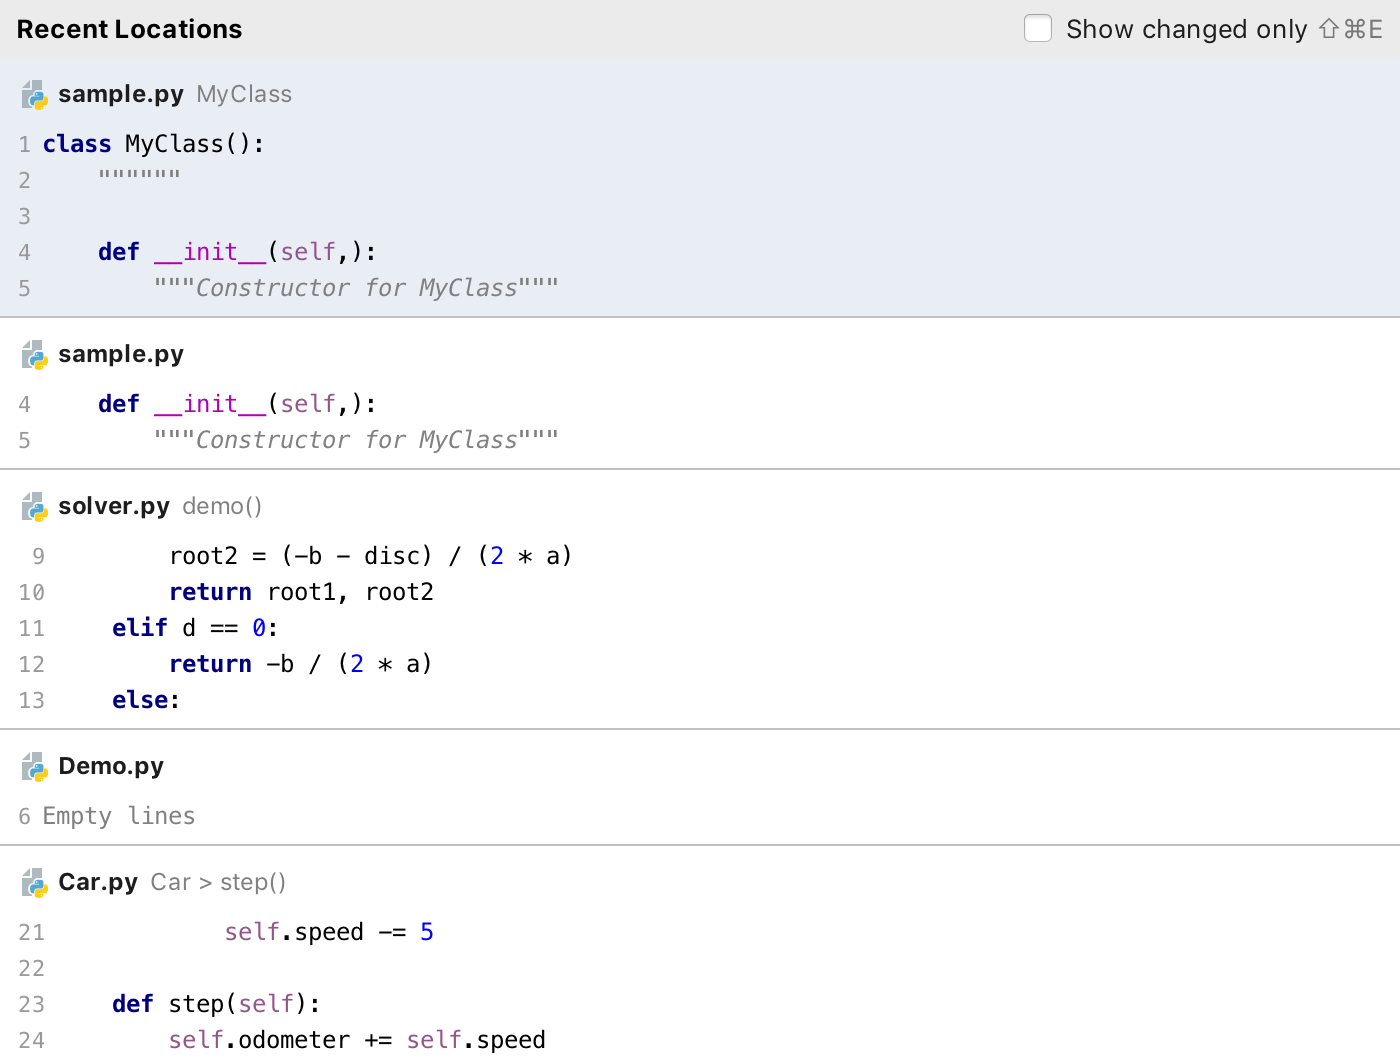 Recent Locations Show changed only ⇧⌘E
sample.py MyClass
1 class MyClass():
2     """"""
3
4     def __init__(self,):
5         """Constructor for MyClass"""
sample.py
4     def __init__(self,):
5         """Constructor for MyClass"""
solver.py demo()
9         root2 = (-b - disc) / (2 * a)
10         return root1, root2
11     elif d == 0:
12         return -b / (2 * a)
13     else:
Demo.py
6 Empty lines
Car.py Car > step()
21             self.speed -= 5
22
23     def step(self):
24         self.odometer += self.speed